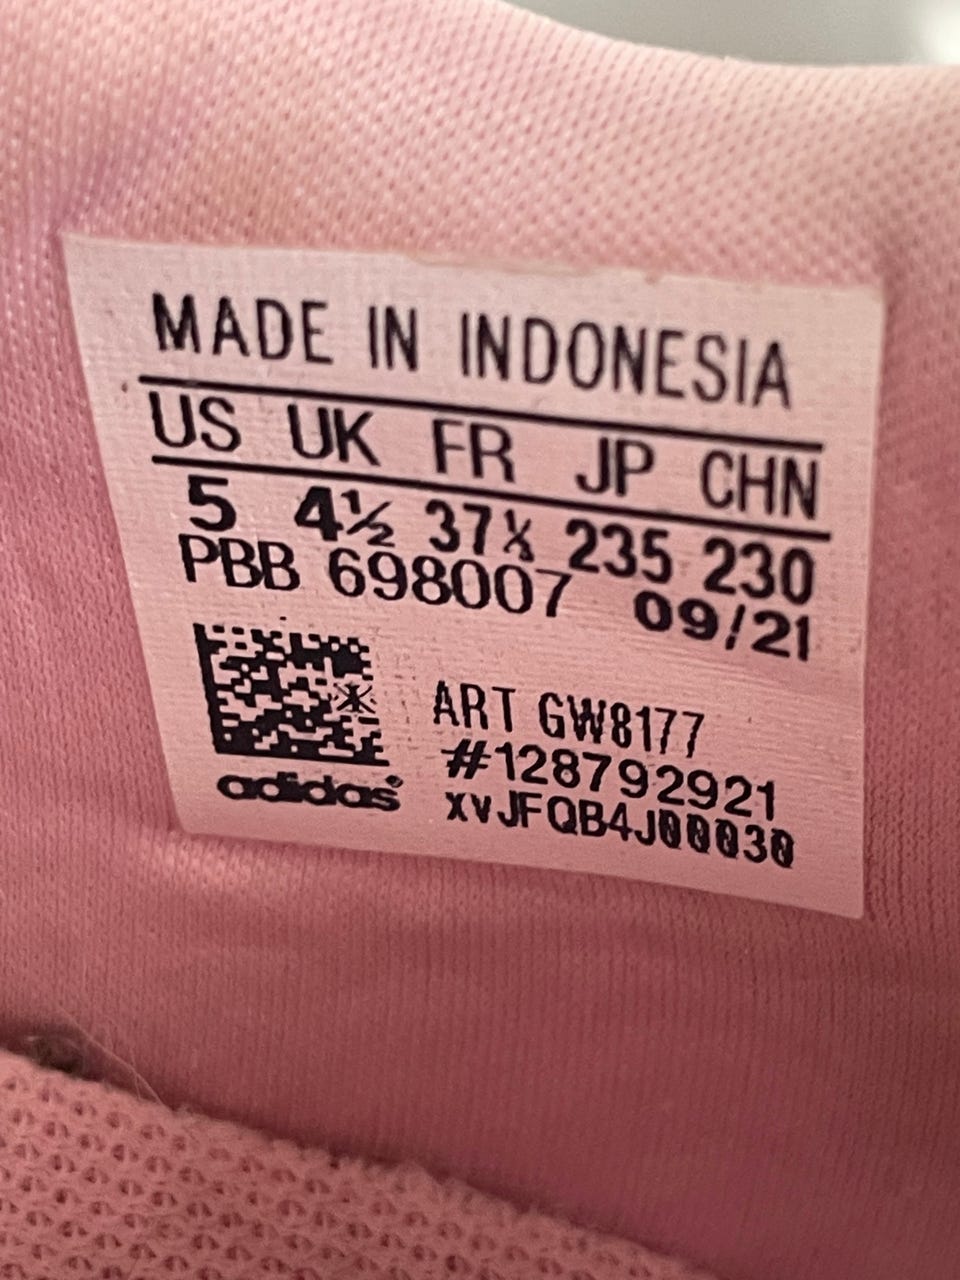 MADE IN INDONESIA
US UK FR JP CHN
5 4½ 37⅓ 235 230
PBB 698007 09/21
ART GW8177
#128792921
XVJFQB4J00030
adidas®